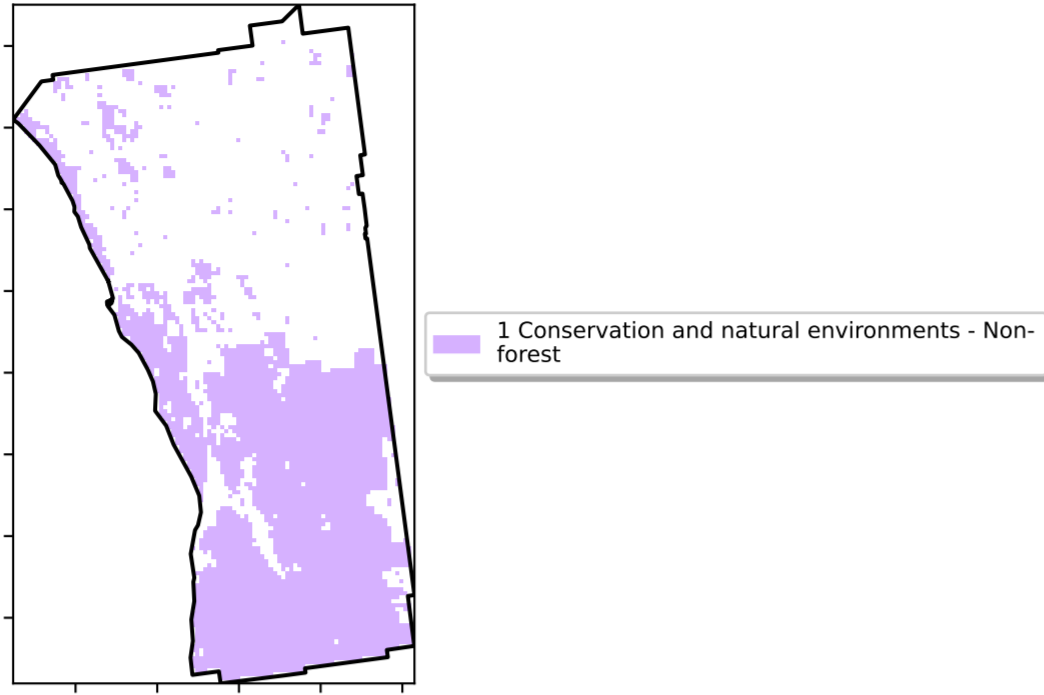 1 Conservation and natural environments - Non-
forest